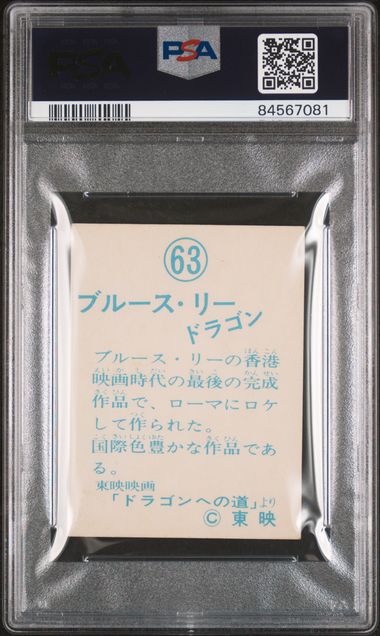 PSA
PSA
84567081
63
ブルース・リー
ドラゴン
ブルース・リーの香港
映画時代の最後の完成
作品で、ローマにロケ
して作られた。
国際色豊かな作品であ
る。
東映映画
「ドラゴンへの道」より
© 東映